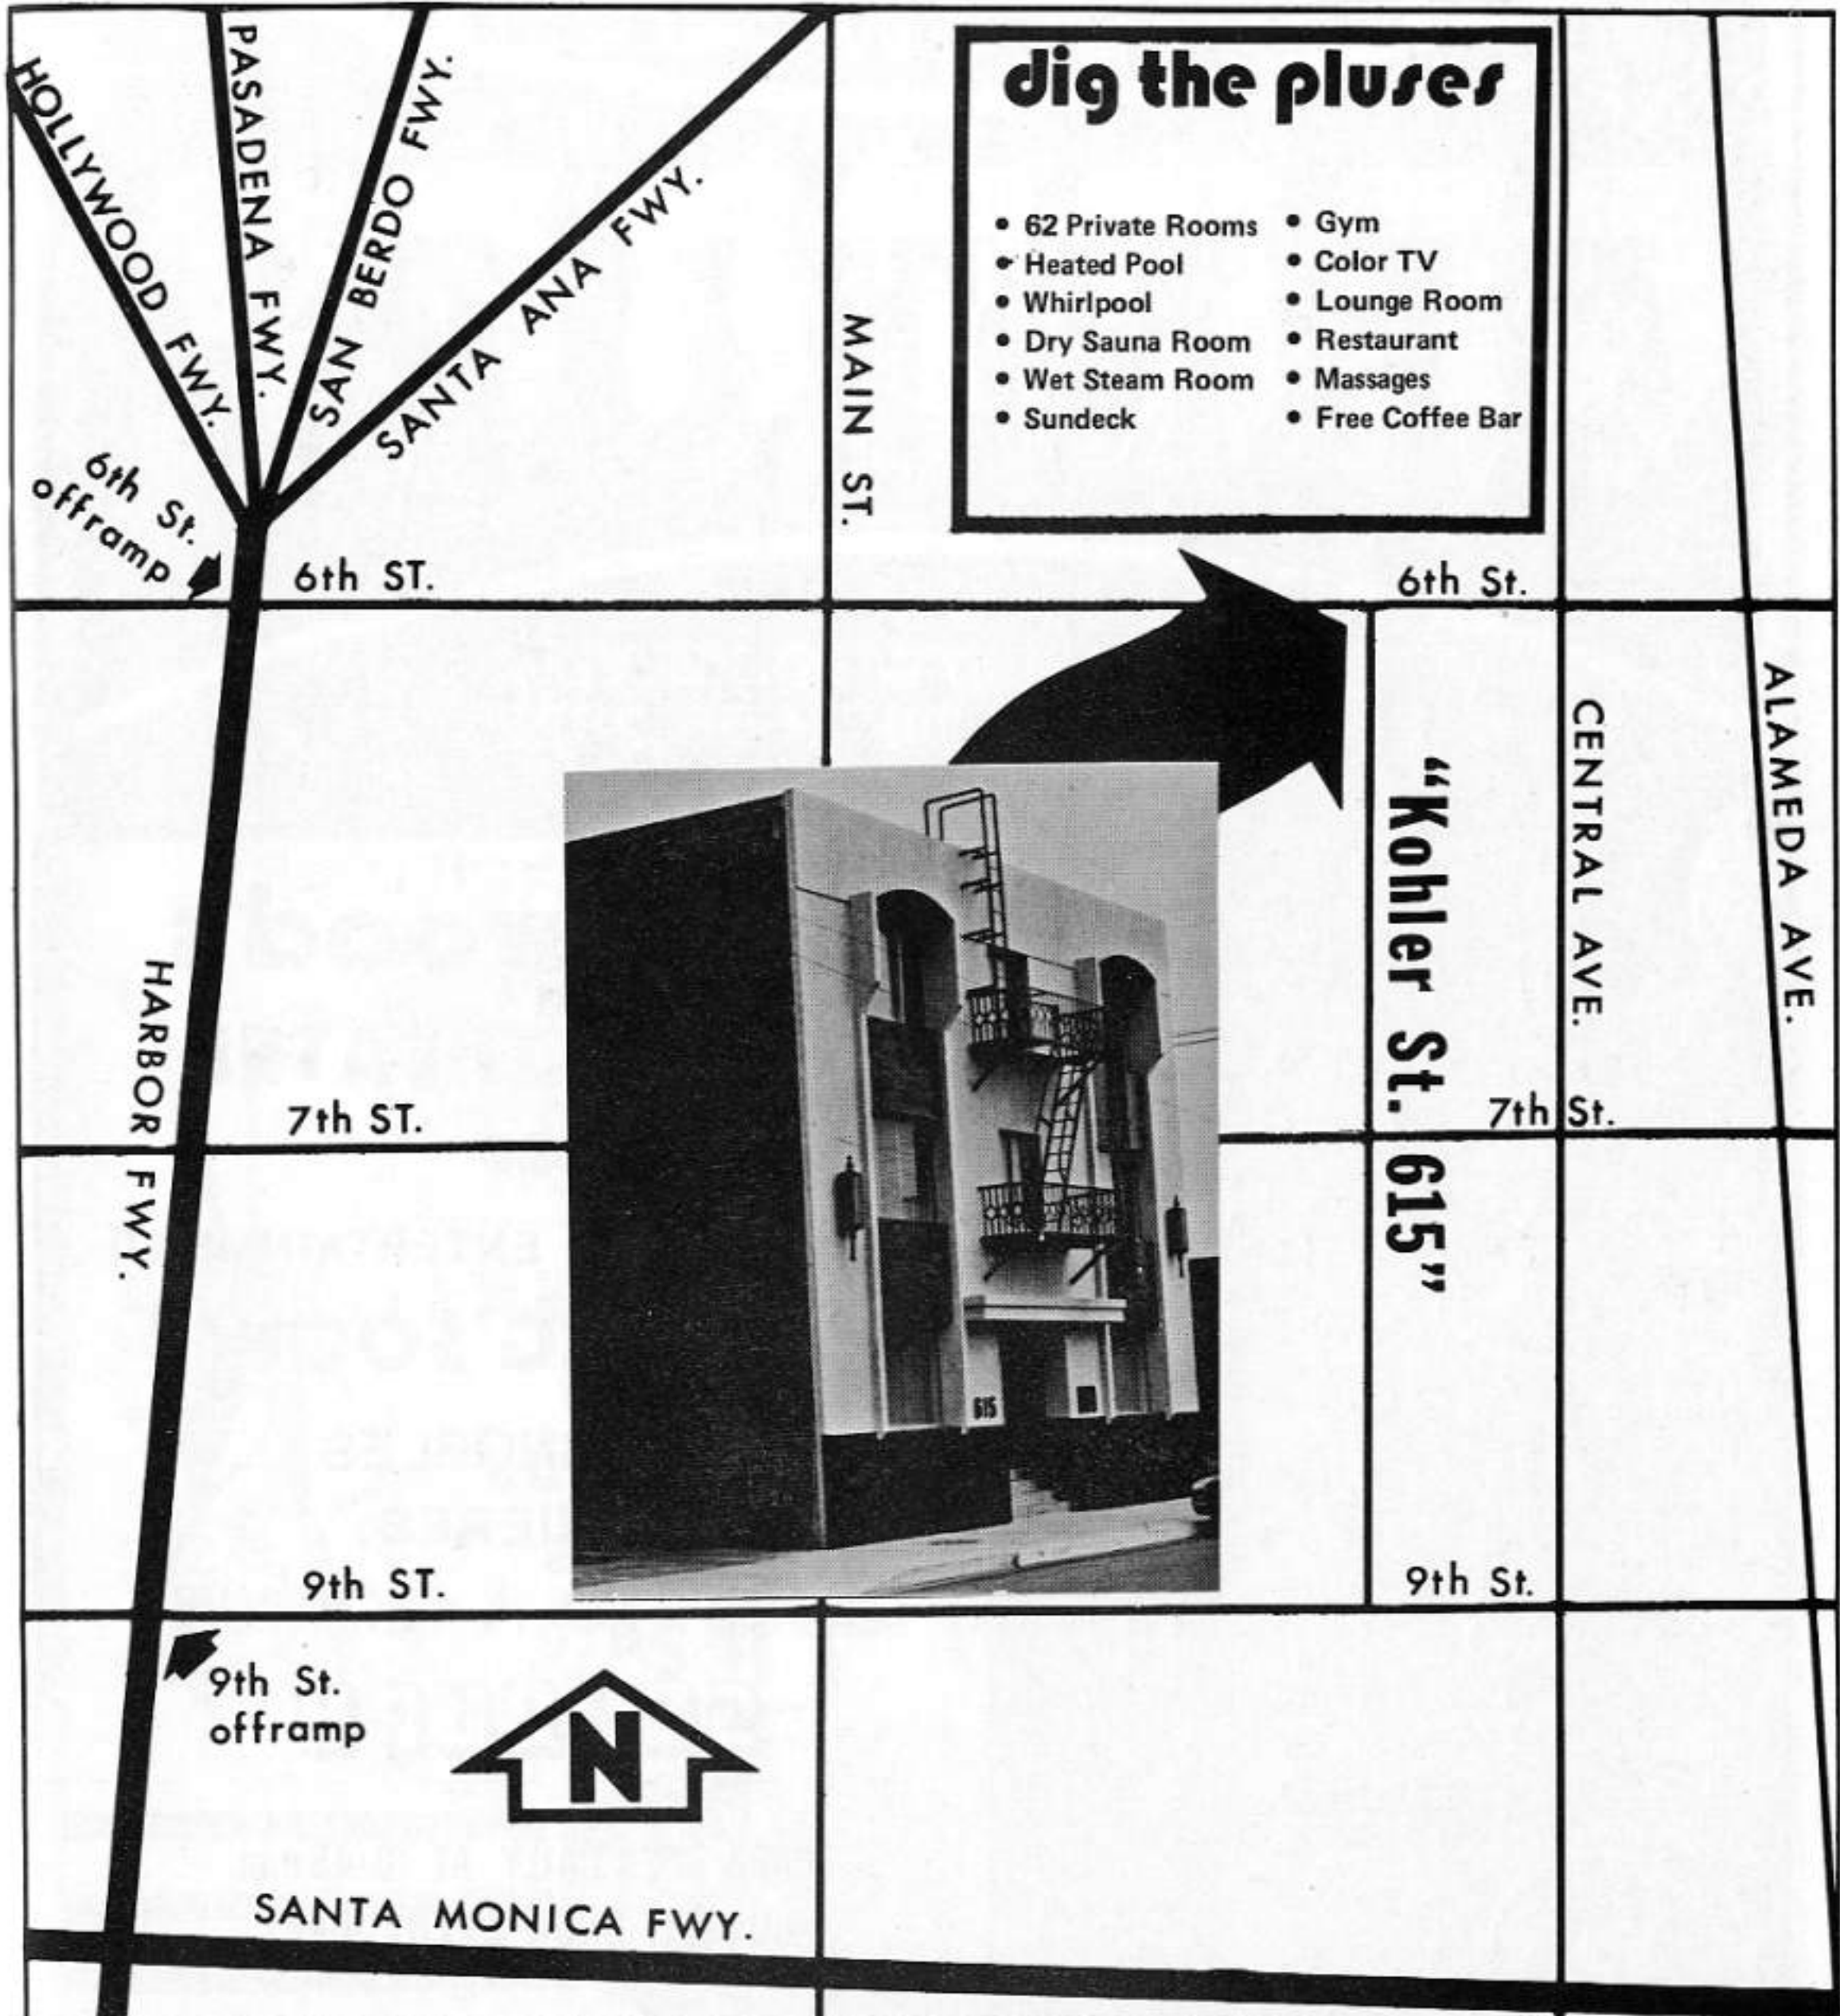 HOLLYWOOD FWY.
PASADENA FWY.
SAN BERDO FWY.
SANTA ANA FWY.
MAIN ST.
dig the pluses
• 62 Private Rooms
• Heated Pool
• Whirlpool
• Dry Sauna Room
• Wet Steam Room
• Sundeck
• Gym
• Color TV
• Lounge Room
• Restaurant
• Massages
• Free Coffee Bar
6th St.
offramp
6th ST.
6th St.
HARBOR FWY.
"Kohler St. 615"
CENTRAL AVE.
ALAMEDA AVE.
7th ST.
7th St.
615
9th ST.
9th St.
9th St.
offramp
N
SANTA MONICA FWY.